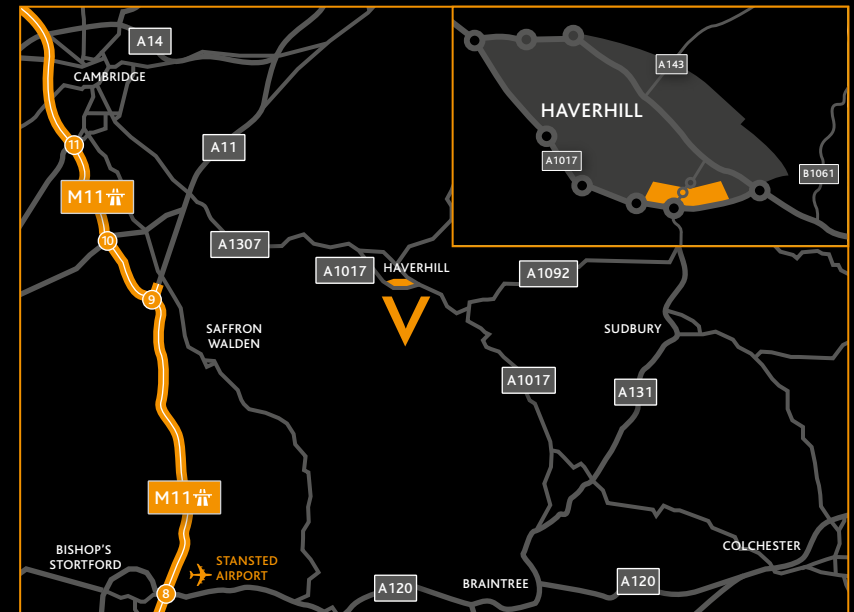 A14
CAMBRIDGE
11
A11
M11
10
A1307
9
SAFFRON
WALDEN
A1017
HAVERHILL
A1092
SUDBURY
A1017
A131
M11
BISHOP'S
STORTFORD
STANSTED
AIRPORT
8
A120
BRAINTREE
A120
COLCHESTER
A143
HAVERHILL
A1017
B1061